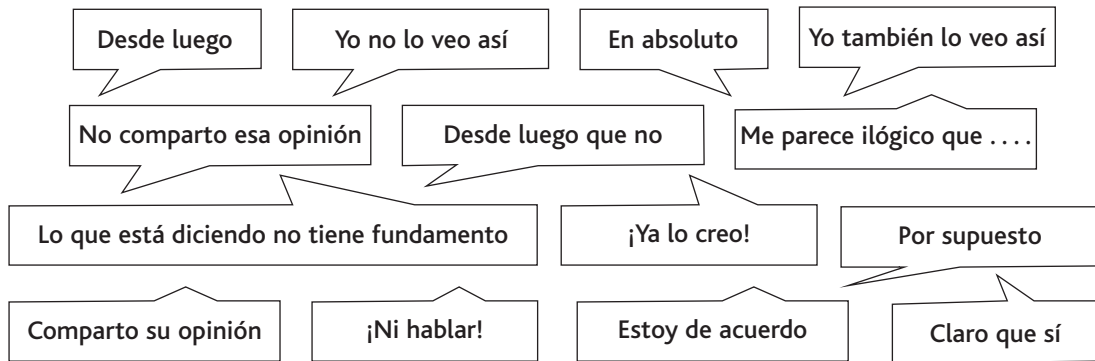 Desde luego
Yo no lo veo así
En absoluto
Yo también lo veo así
No comparto esa opinión
Desde luego que no
Me parece ilógico que . . . .
Lo que está diciendo no tiene fundamento
¡Ya lo creo!
Por supuesto
Comparto su opinión
¡Ni hablar!
Estoy de acuerdo
Claro que sí